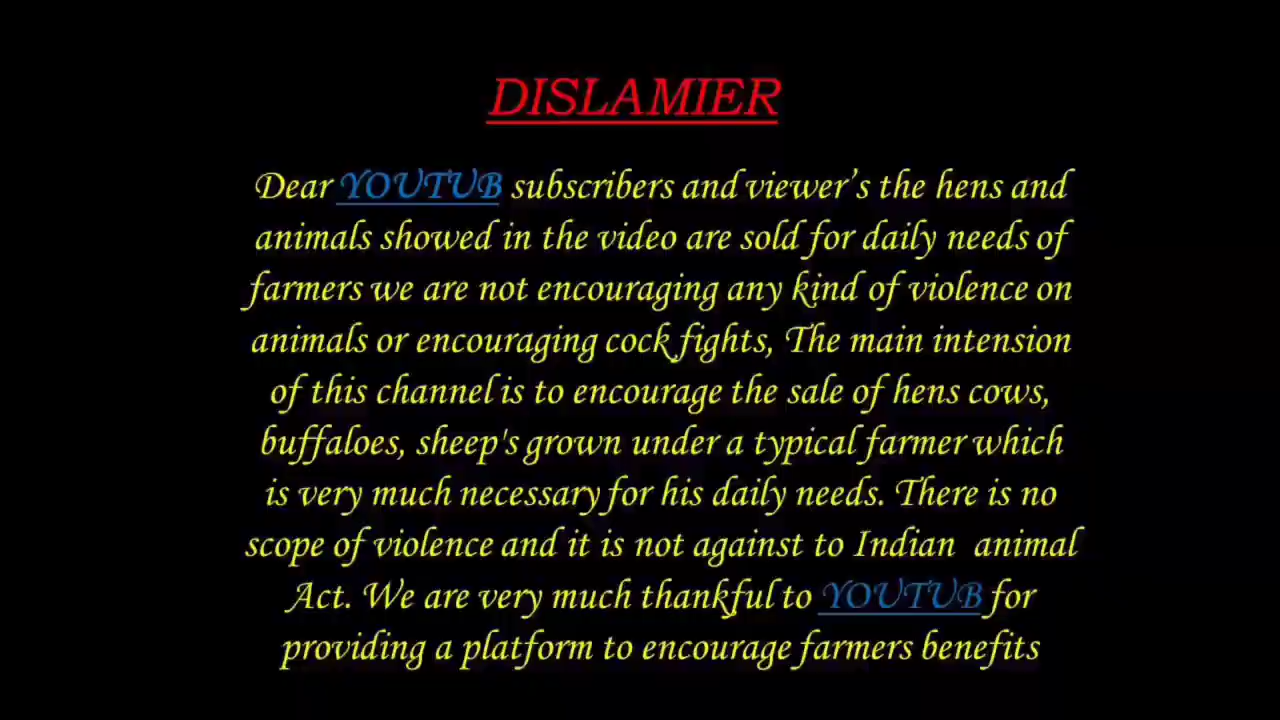 DISLAMIER
Dear YOUTUB subscribers and viewer's the hens and
animals showed in the video are sold for daily needs of
farmers we are not encouraging any kind of violence on
animals or encouraging cock fights, The main intension
of this channel is to encourage the sale of hens cows,
buffaloes, sheep's grown under a typical farmer which
is very much necessary for his daily needs. There is no
scope of violence and it is not against to Indian animal
Act. We are very much thankful to YOUTUB for
providing a platform to encourage farmers benefits